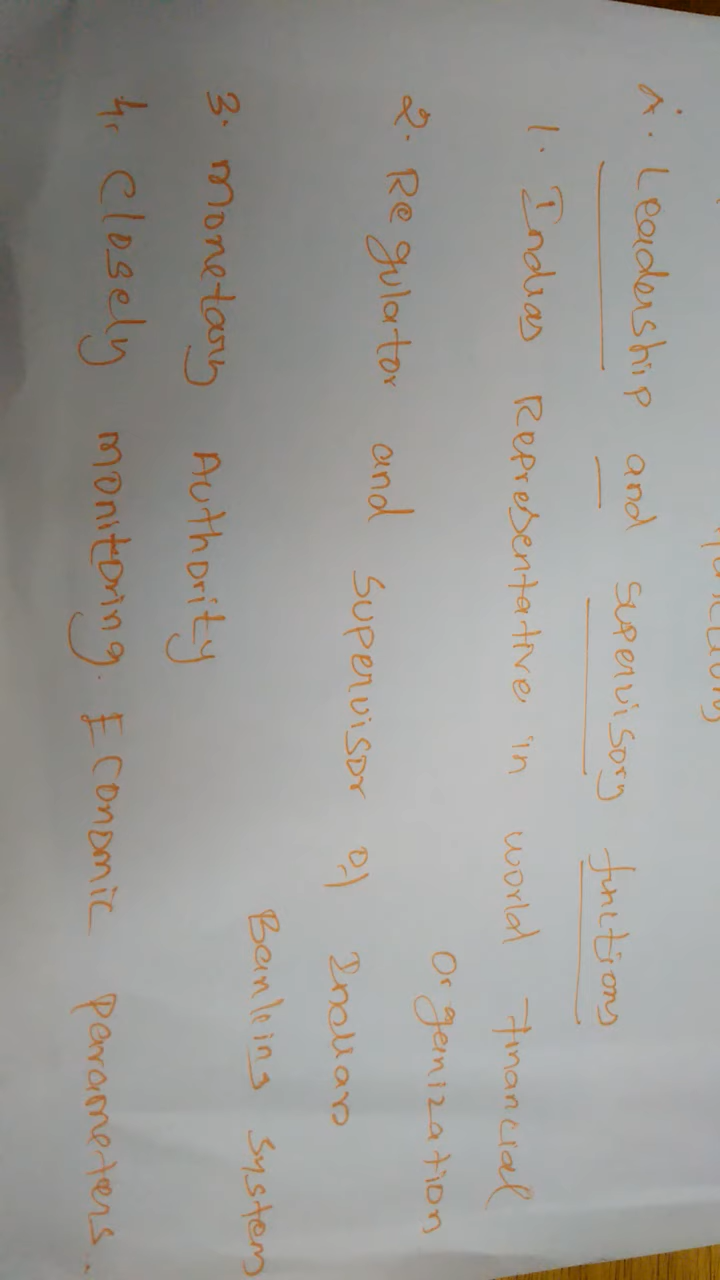 i. Leadership and supervisory functions
1. Indias Representative in world financial
organization
2. Regulator and Supervisor of Indian
Banking System
3. Monetary Authority
4. closely monitoring. Economic parameters..